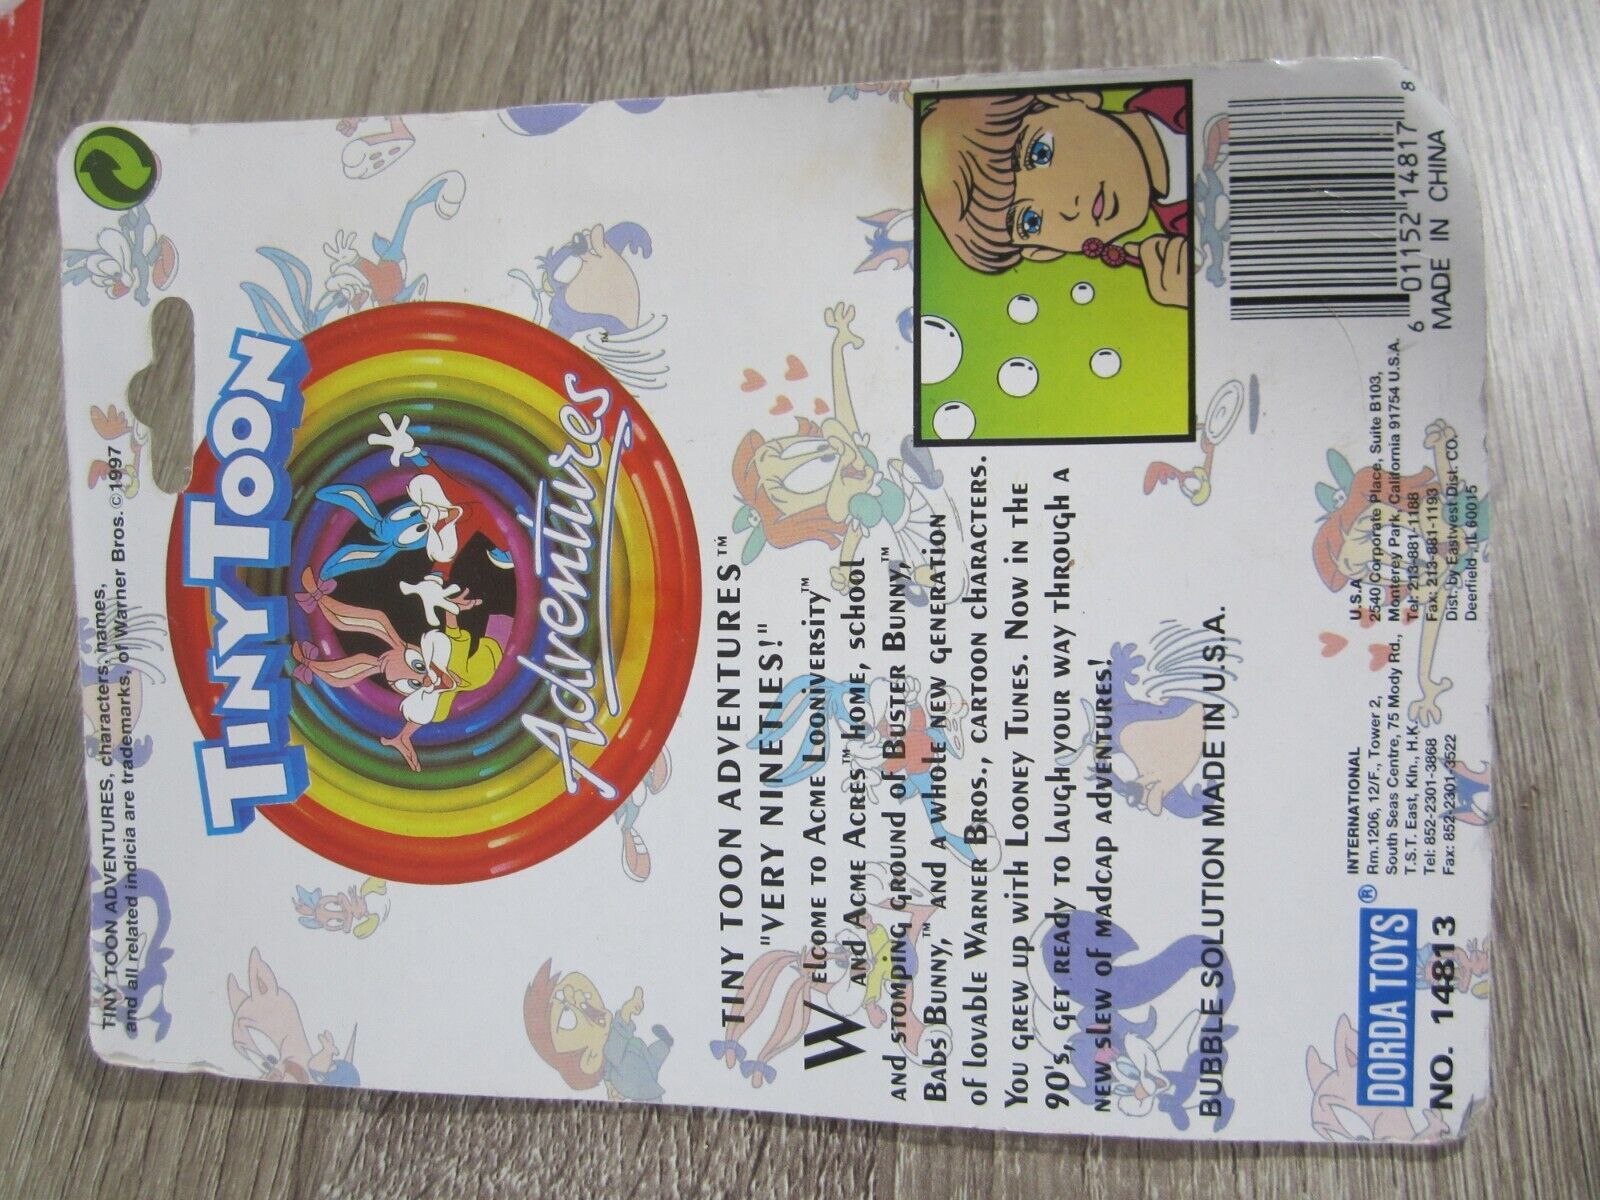 TINY TOON ADVENTURES, characters, names,
and all related indicia are trademarks, of Warner Bros. ©1997
TINY TOON
Adventures™
TINY TOON ADVENTURES™
"VERY NINETIES!"
WELCOME TO ACME LOONIVERSITY™
AND ACME ACRES™ HOME, SCHOOL
AND STOMPING GROUND OF BUSTER BUNNY,™
BABS BUNNY,™ AND A WHOLE NEW GENERATION
OF LOVABLE WARNER BROS., CARTOON CHARACTERS.
YOU GREW UP WITH LOONEY TUNES. NOW IN THE
90'S, GET READY TO LAUGH YOUR WAY THROUGH A
NEW SLEW OF MADCAP ADVENTURES!
BUBBLE SOLUTION MADE IN U.S.A.
DORDA TOYS®
NO. 14813
INTERNATIONAL
Rm.1206, 12/F., Tower 2,
South Seas Centre, 75 Mody Rd.,
T.S.T. East, Kln., H.K.
Tel: 852-2301-3868
Fax: 852-2301-3522
U.S.A.
2540 Corporate Place, Suite B103,
Monterey Park, California 91754 U.S.A.
Tel: 213-881-1188
Fax: 213-881-1193
Dist. by Eastwest Dist. CO.
Deerfield, IL 60015
6 01152 14817 8
MADE IN CHINA